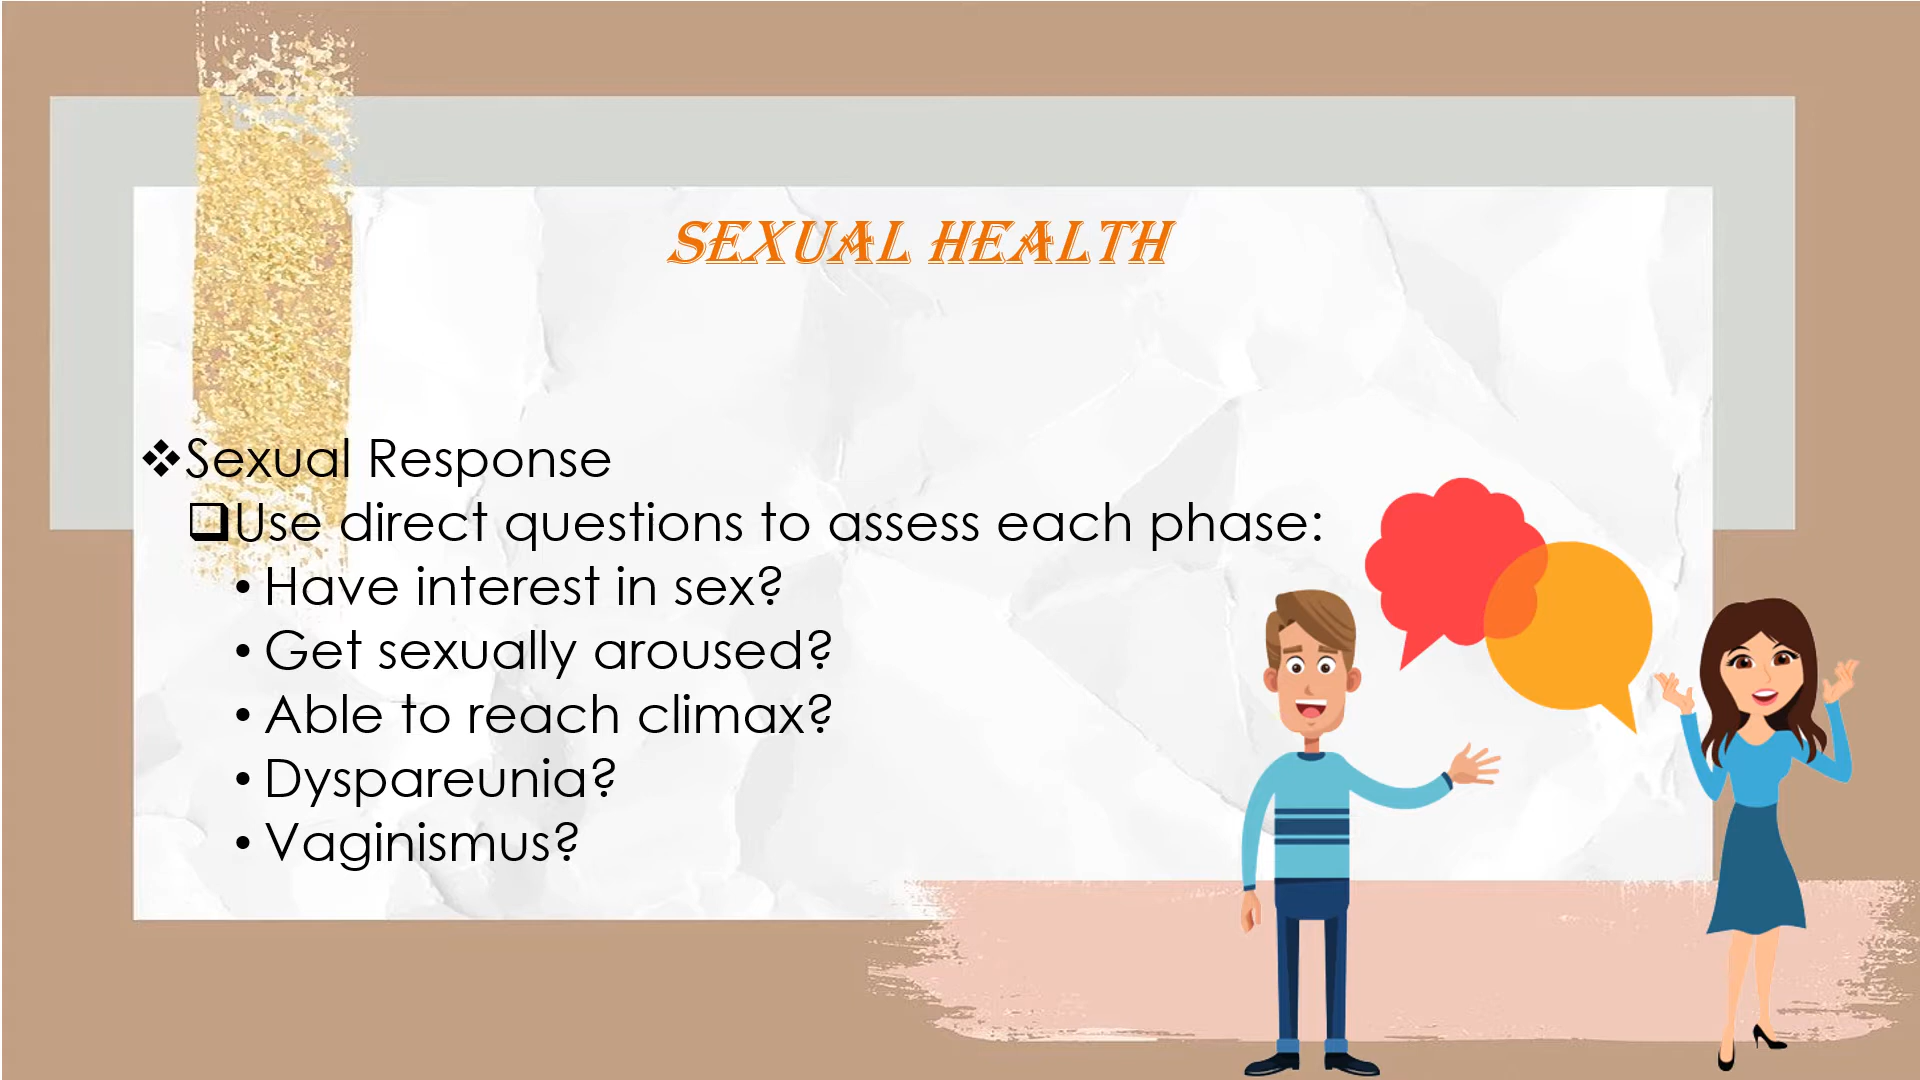 SEXUAL HEALTH
❖Sexual Response
❑Use direct questions to assess each phase:
• Have interest in sex?
• Get sexually aroused?
• Able to reach climax?
• Dyspareunia?
• Vaginismus?